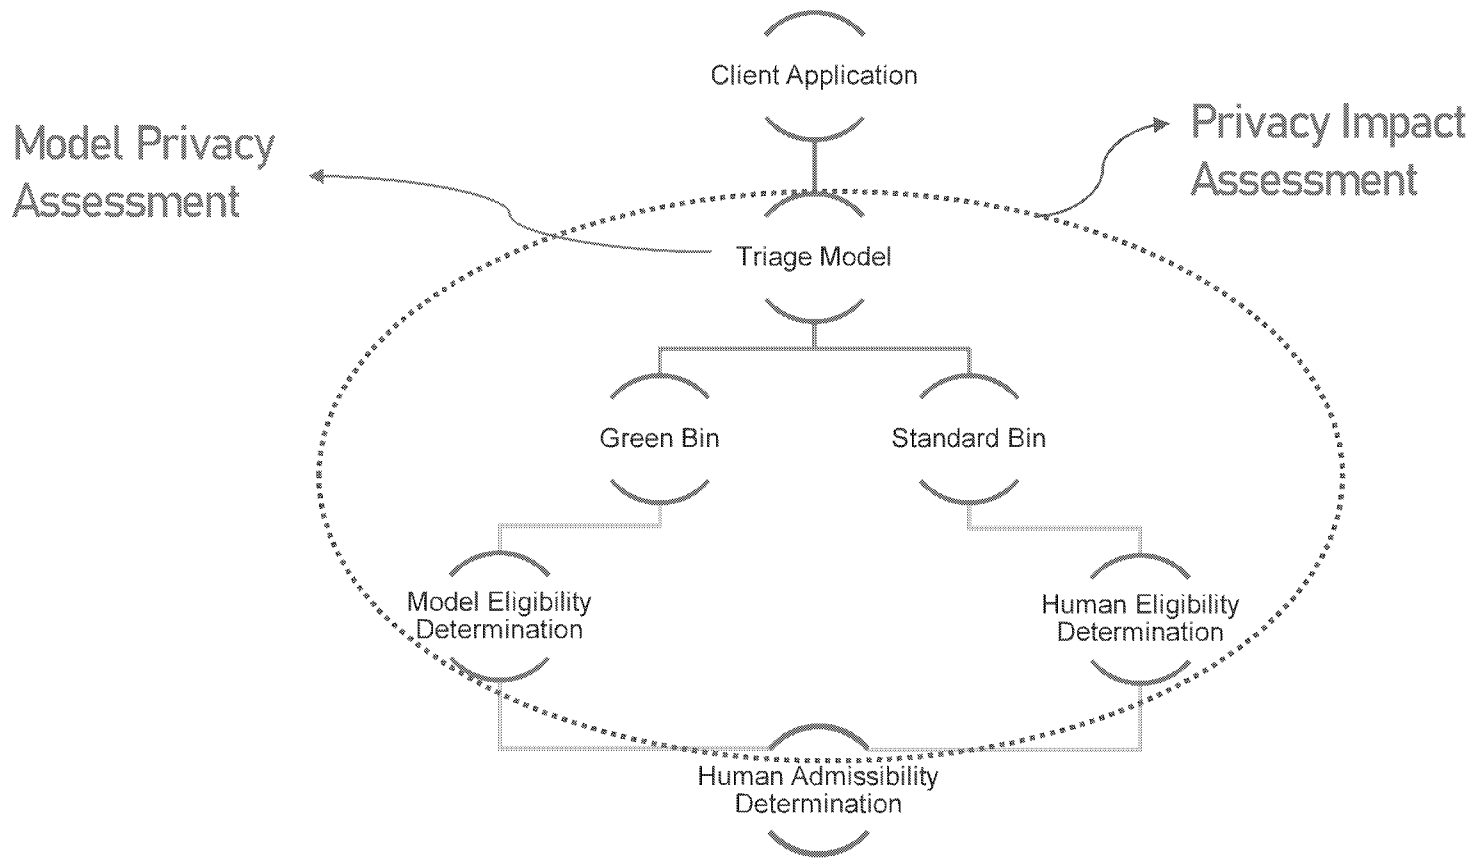 Client Application
Model Privacy
Assessment
Privacy Impact
Assessment
Triage Model
Green Bin
Standard Bin
Model Eligibility
Determination
Human Eligibility
Determination
Human Admissibility
Determination